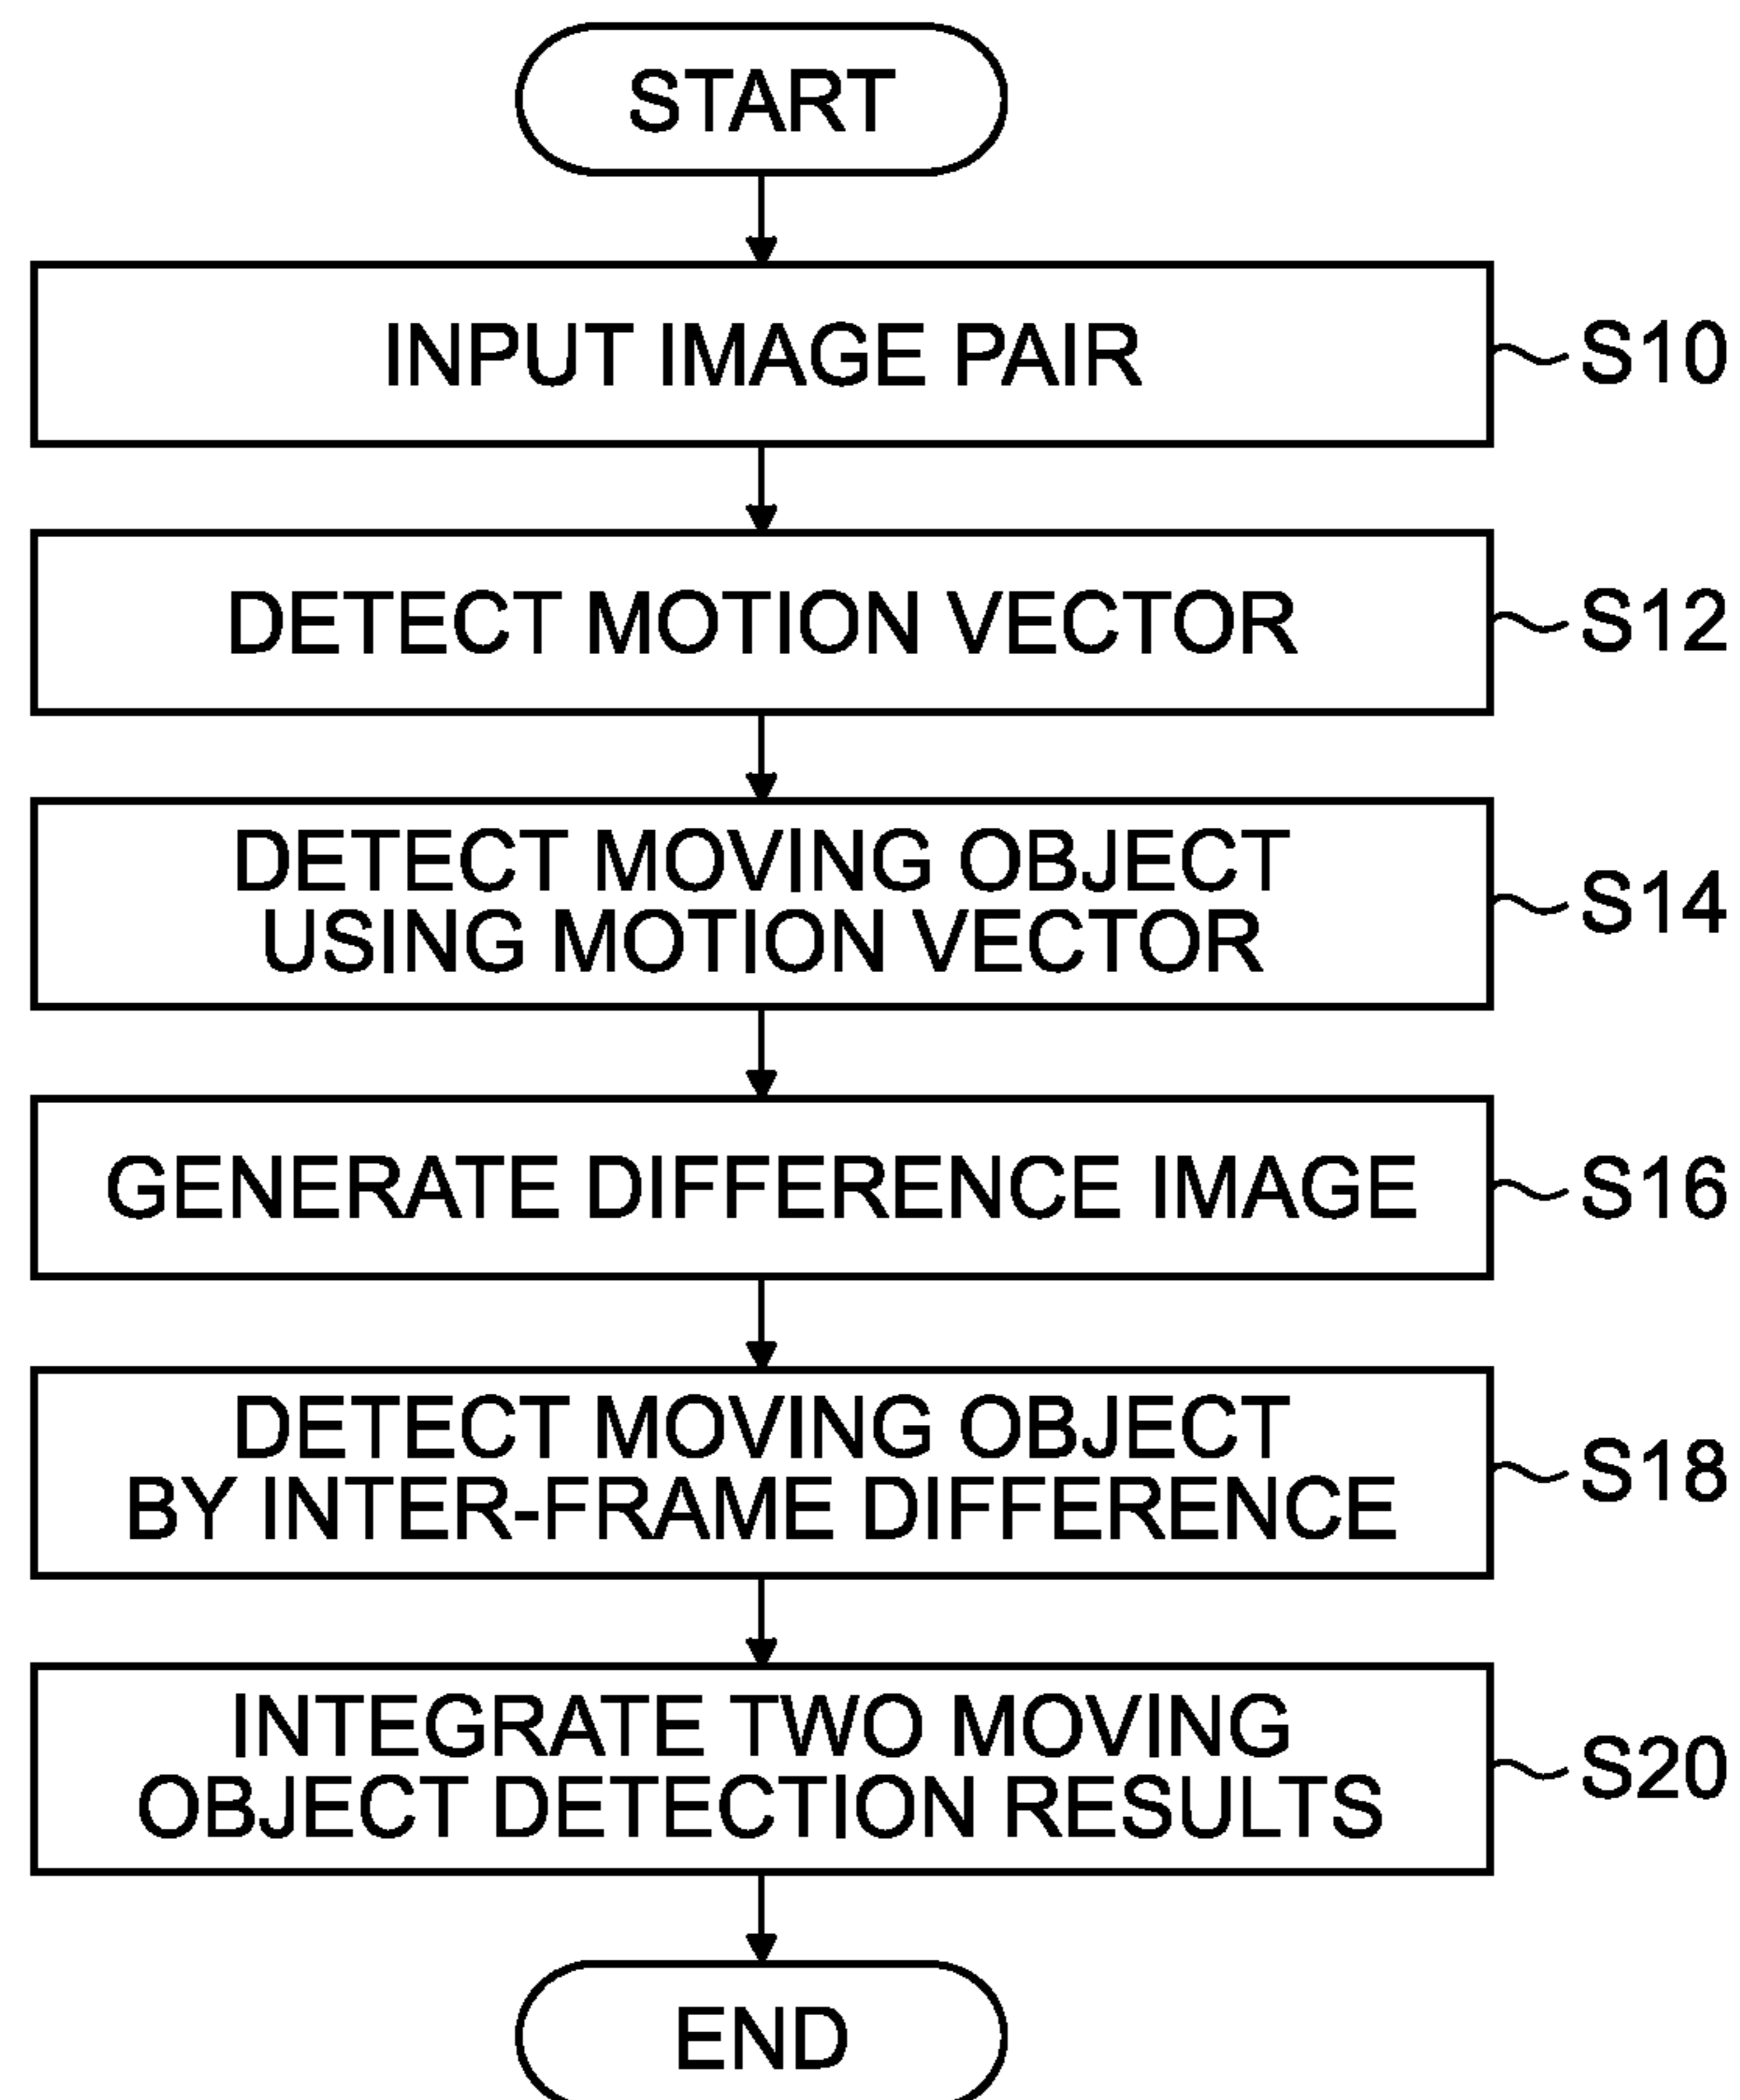 START
INPUT IMAGE PAIR
S10
DETECT MOTION VECTOR
S12
DETECT MOVING OBJECT
USING MOTION VECTOR
S14
GENERATE DIFFERENCE IMAGE
S16
DETECT MOVING OBJECT
BY INTER-FRAME DIFFERENCE
S18
INTEGRATE TWO MOVING
OBJECT DETECTION RESULTS
S20
END